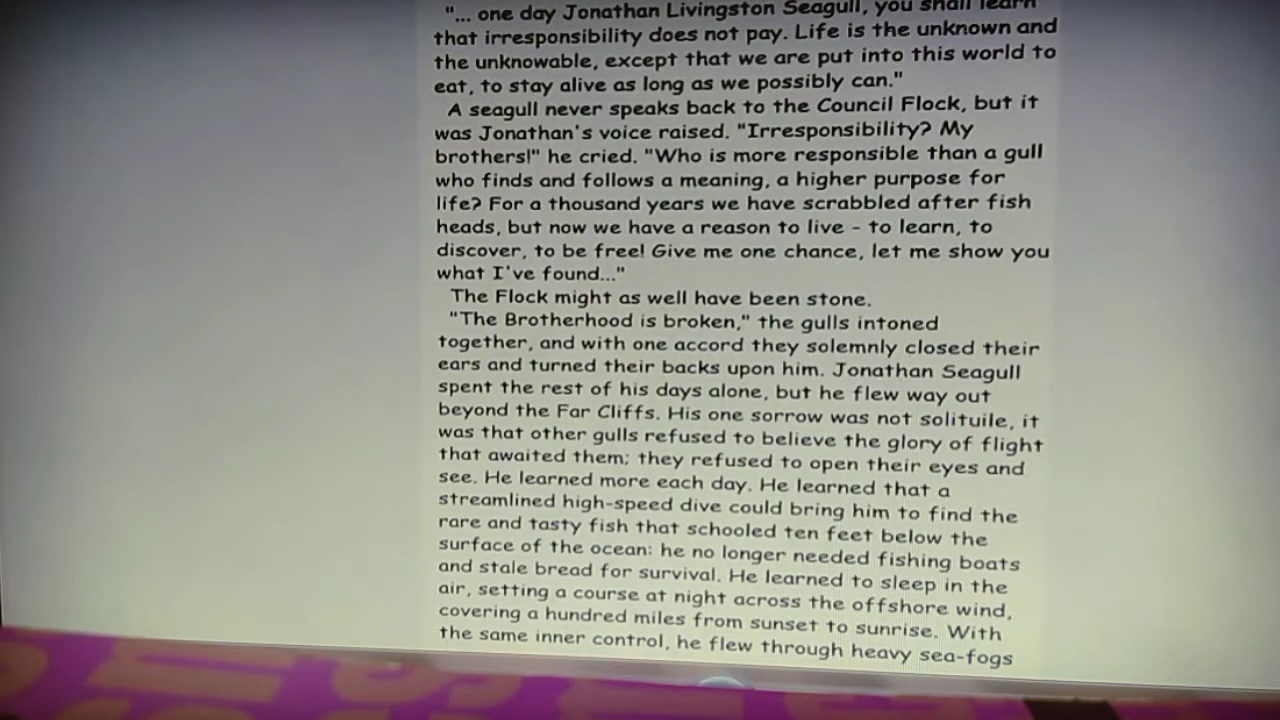 "... one day Jonathan Livingston Seagull, you shall learn
that irresponsibility does not pay. Life is the unknown and
the unknowable, except that we are put into this world to
eat, to stay alive as long as we possibly can."
A seagull never speaks back to the Council Flock, but it
was Jonathan's voice raised. "Irresponsibility? My
brothers!" he cried. "Who is more responsible than a gull
who finds and follows a meaning, a higher purpose for
life? For a thousand years we have scrabbled after fish
heads, but now we have a reason to live - to learn, to
discover, to be free! Give me one chance, let me show you
what I've found..."
The Flock might as well have been stone.
"The Brotherhood is broken," the gulls intoned
together, and with one accord they solemnly closed their
ears and turned their backs upon him. Jonathan Seagull
spent the rest of his days alone, but he flew way out
beyond the Far Cliffs. His one sorrow was not solituile, it
was that other gulls refused to believe the glory of flight
that awaited them; they refused to open their eyes and
see. He learned more each day. He learned that a
streamlined high-speed dive could bring him to find the
rare and tasty fish that schooled ten feet below the
surface of the ocean: he no longer needed fishing boats
and stale bread for survival. He learned to sleep in the
air, setting a course at night across the offshore wind,
covering a hundred miles from sunset to sunrise. With
the same inner control, he flew through heavy sea-fogs